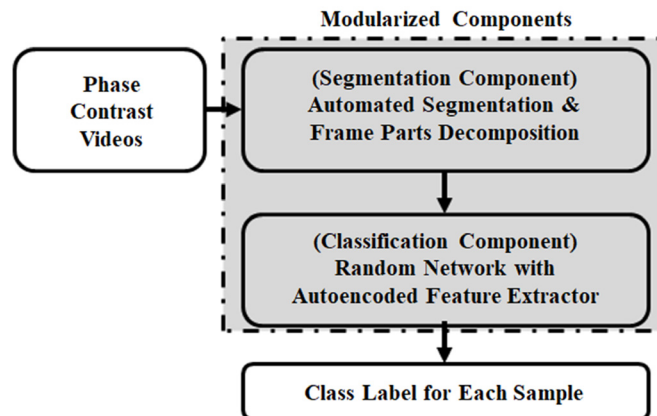 Modularized Components
Phase
Contrast
Videos
(Segmentation Component)
Automated Segmentation &
Frame Parts Decomposition
(Classification Component)
Random Network with
Autoencoded Feature Extractor
Class Label for Each Sample